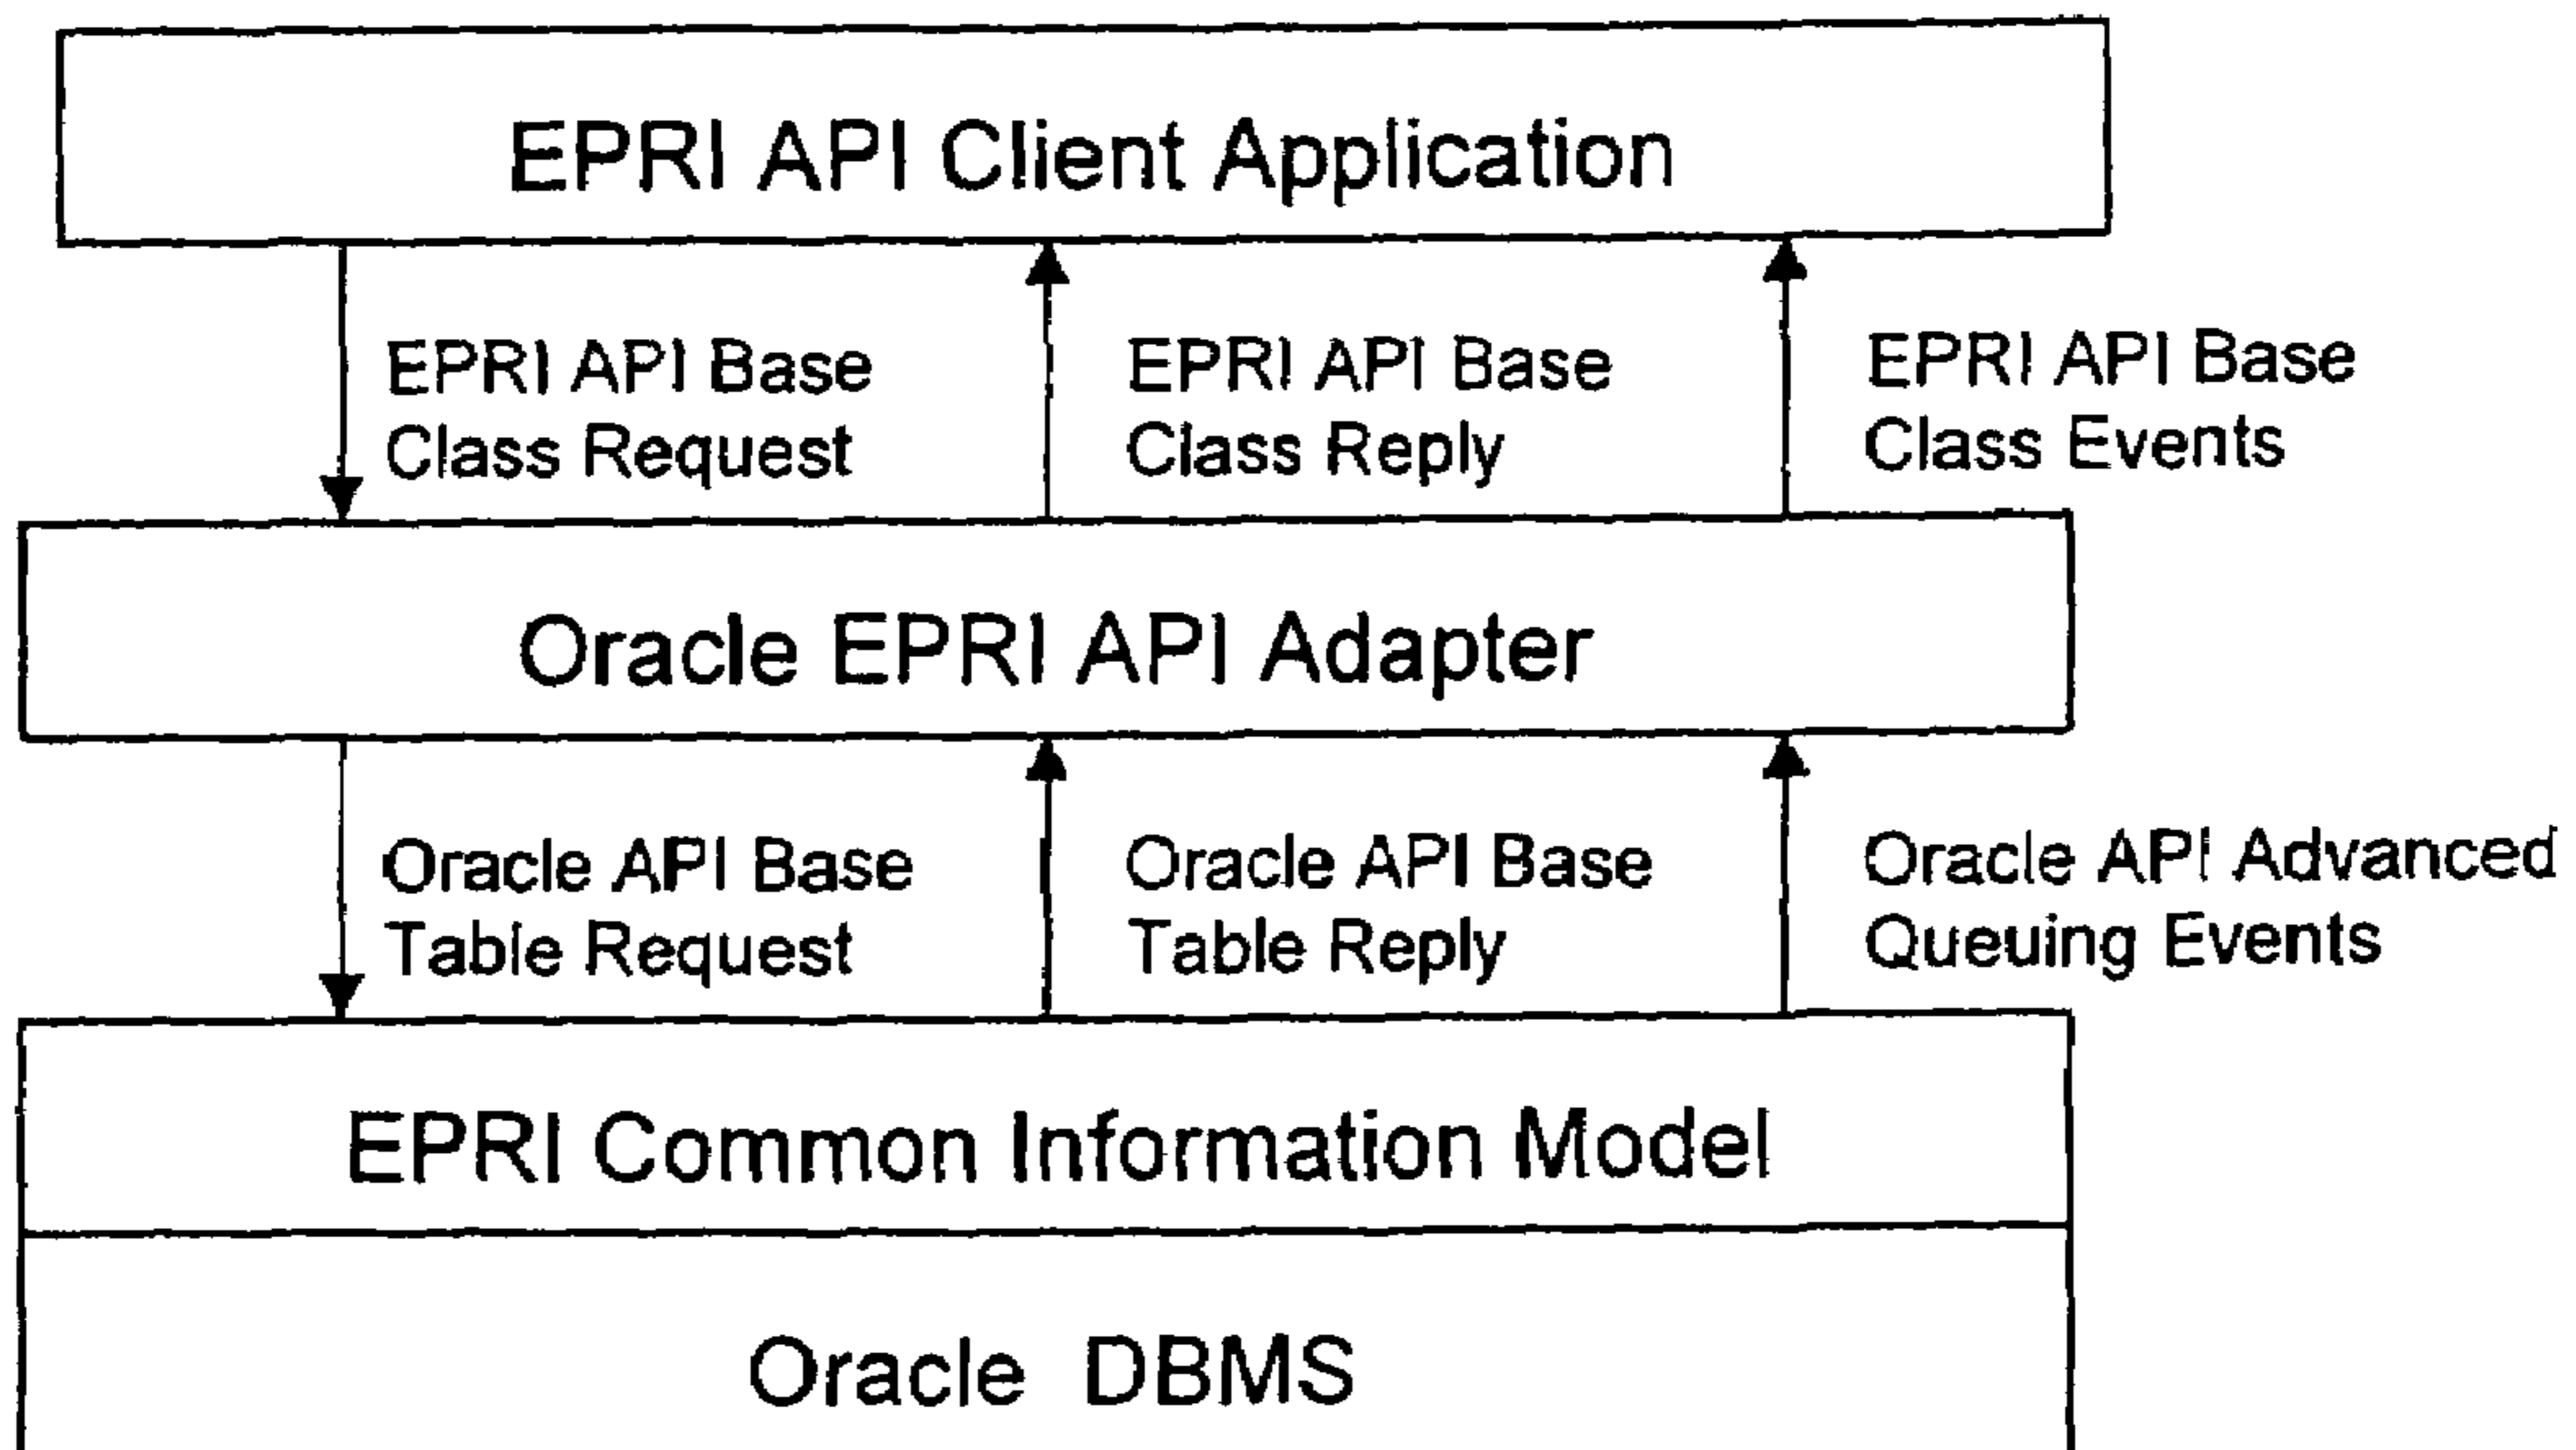 EPRI API Client Application
EPRI API Base
Class Request
EPRI API Base
Class Reply
EPRI API Base
Class Events
Oracle EPRI API Adapter
Oracle API Base
Table Request
Oracle API Base
Table Reply
Oracle API Advanced
Queuing Events
EPRI Common Information Model
Oracle DBMS